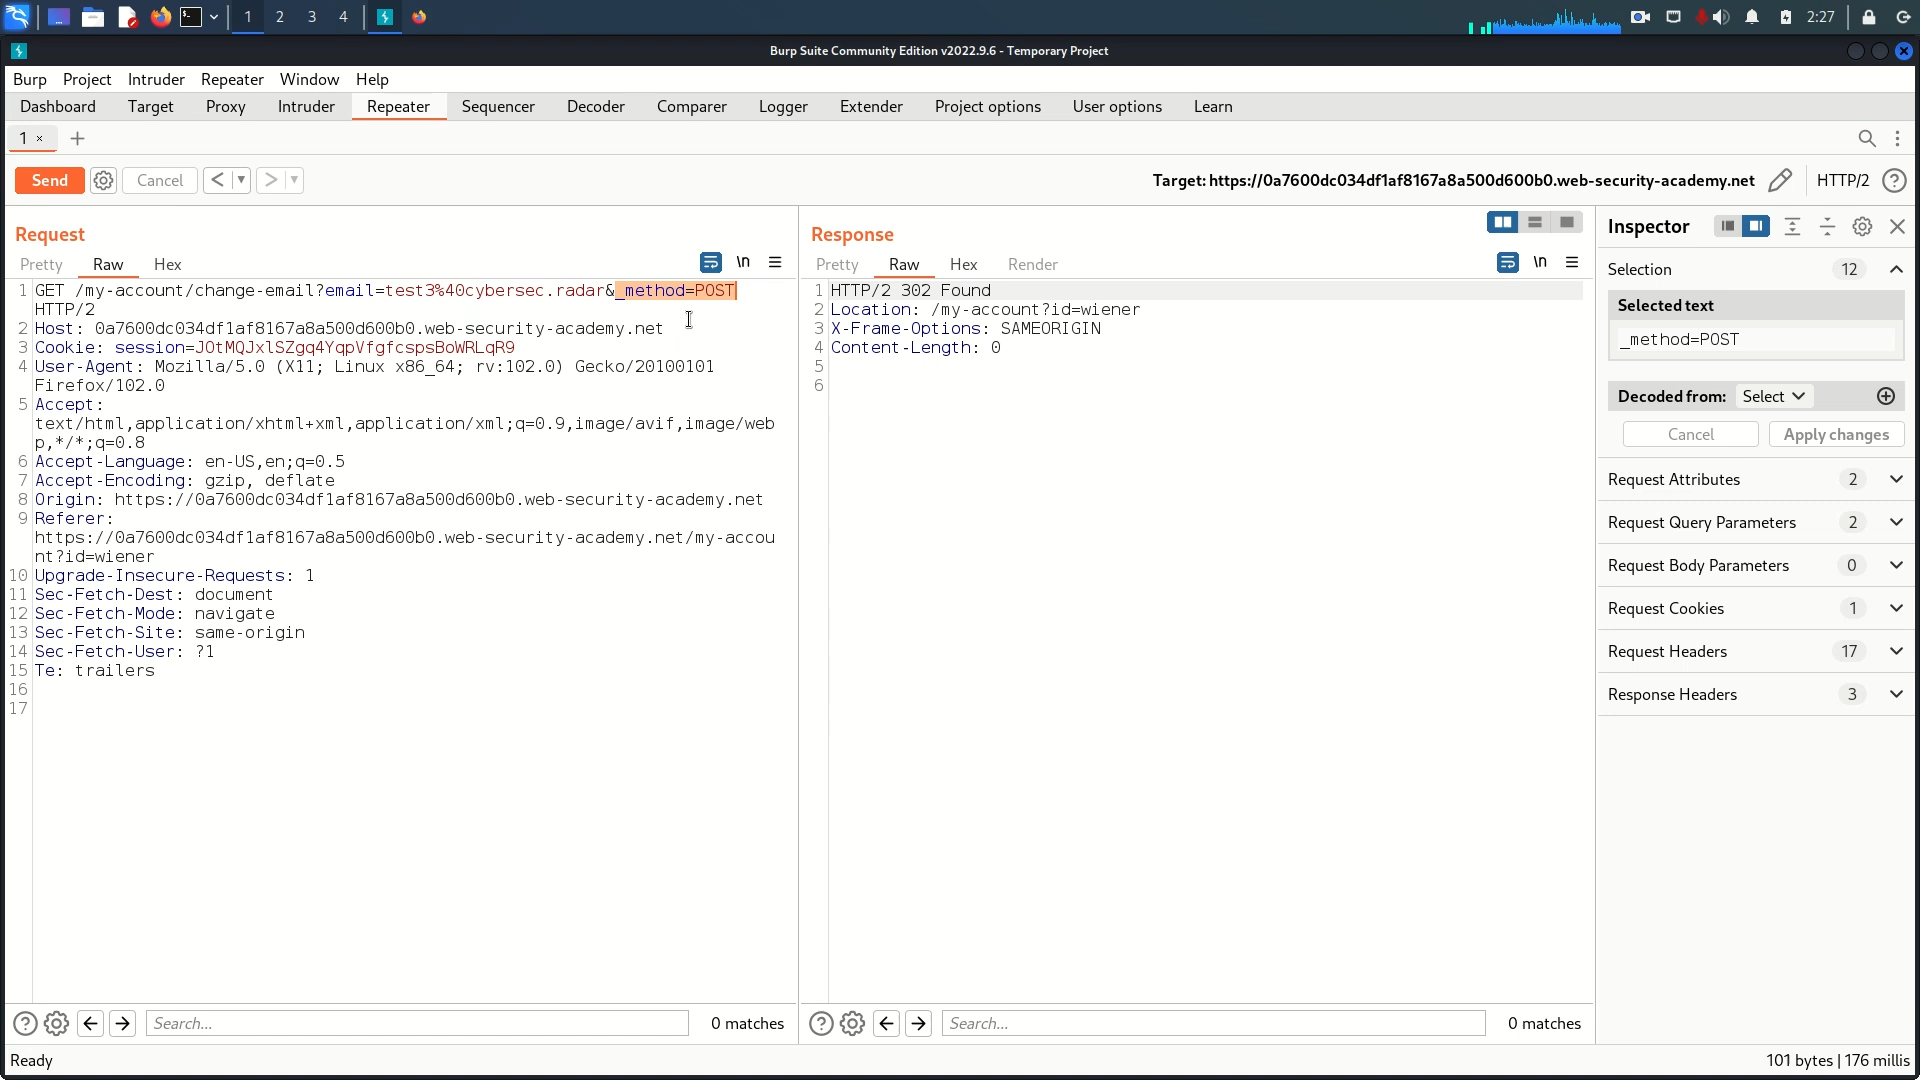 1 2 3 4 2:27
Burp Suite Community Edition v2022.9.6 - Temporary Project
Burp Project Intruder Repeater Window Help
Dashboard Target Proxy Intruder Repeater Sequencer Decoder Comparer Logger Extender Project options User options Learn
1 × +
Send Cancel < > Target: https://0a7600dc034df1af8167a8a500d600b0.web-security-academy.net HTTP/2 ?
Request
Pretty Raw Hex \n
1 GET /my-account/change-email?email=test3%40cybersec.radar&_method=POST
HTTP/2
2 Host: 0a7600dc034df1af8167a8a500d600b0.web-security-academy.net
3 Cookie: session=JOtMQJxlSZgq4YqpVfgfcspsBoWRLqR9
4 User-Agent: Mozilla/5.0 (X11; Linux x86_64; rv:102.0) Gecko/20100101
Firefox/102.0
5 Accept:
text/html,application/xhtml+xml,application/xml;q=0.9,image/avif,image/web
p,*/*;q=0.8
6 Accept-Language: en-US,en;q=0.5
7 Accept-Encoding: gzip, deflate
8 Origin: https://0a7600dc034df1af8167a8a500d600b0.web-security-academy.net
9 Referer:
https://0a7600dc034df1af8167a8a500d600b0.web-security-academy.net/my-accou
nt?id=wiener
10 Upgrade-Insecure-Requests: 1
11 Sec-Fetch-Dest: document
12 Sec-Fetch-Mode: navigate
13 Sec-Fetch-Site: same-origin
14 Sec-Fetch-User: ?1
15 Te: trailers
16
17
? Search... 0 matches
Response
Pretty Raw Hex Render \n
1 HTTP/2 302 Found
2 Location: /my-account?id=wiener
3 X-Frame-Options: SAMEORIGIN
4 Content-Length: 0
5
6
? Search... 0 matches
Inspector
Selection 12
Selected text
_method=POST
Decoded from: Select
Cancel Apply changes
Request Attributes 2
Request Query Parameters 2
Request Body Parameters 0
Request Cookies 1
Request Headers 17
Response Headers 3
Ready 101 bytes | 176 millis